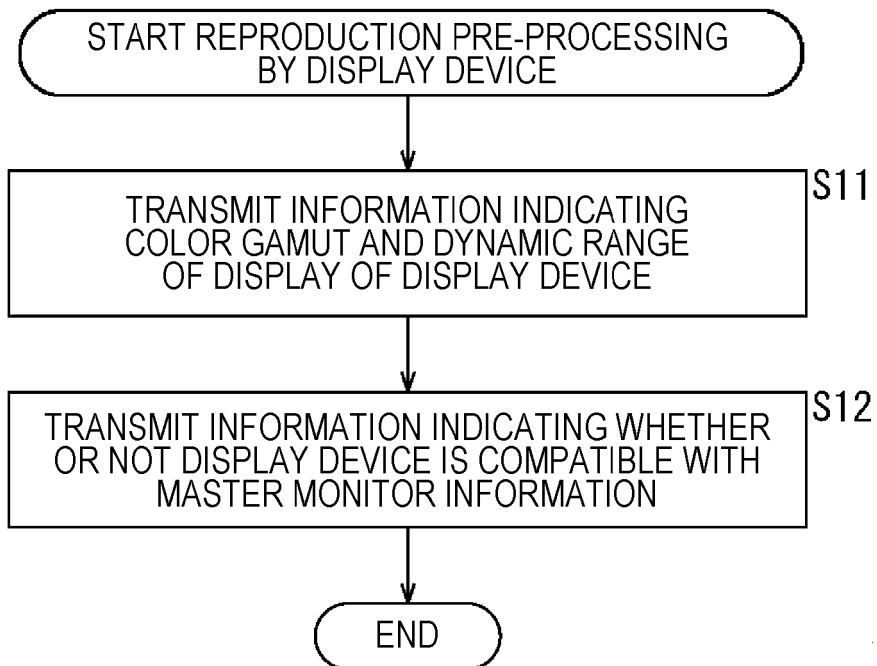 START REPRODUCTION PRE-PROCESSING
BY DISPLAY DEVICE
S11
TRANSMIT INFORMATION INDICATING
COLOR GAMUT AND DYNAMIC RANGE
OF DISPLAY OF DISPLAY DEVICE
S12
TRANSMIT INFORMATION INDICATING WHETHER
OR NOT DISPLAY DEVICE IS COMPATIBLE WITH
MASTER MONITOR INFORMATION
END